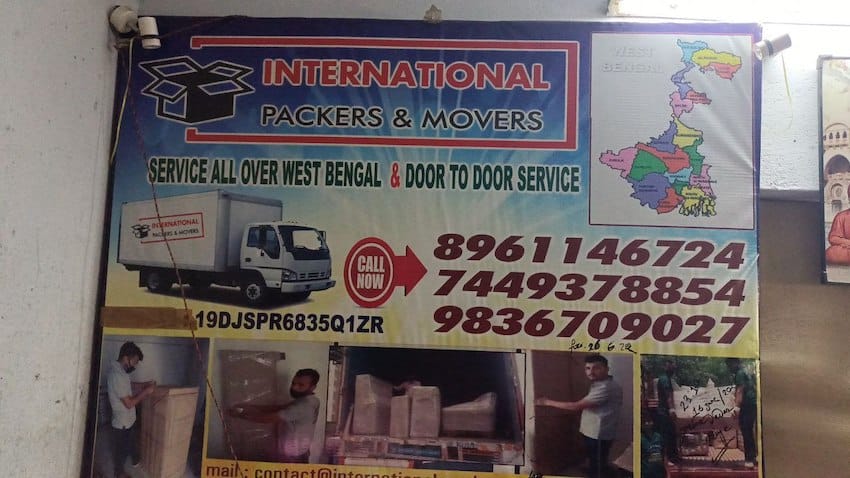 INTERNATIONAL
PACKERS & MOVERS
WEST
BENGAL
SERVICE ALL OVER WEST BENGAL & DOOR TO DOOR SERVICE
INTERNATIONAL
PACKERS & MOVERS
CALL
NOW
8961146724
7449378854
9836709027
19DJSPR6835Q1ZR
mail : contact@international